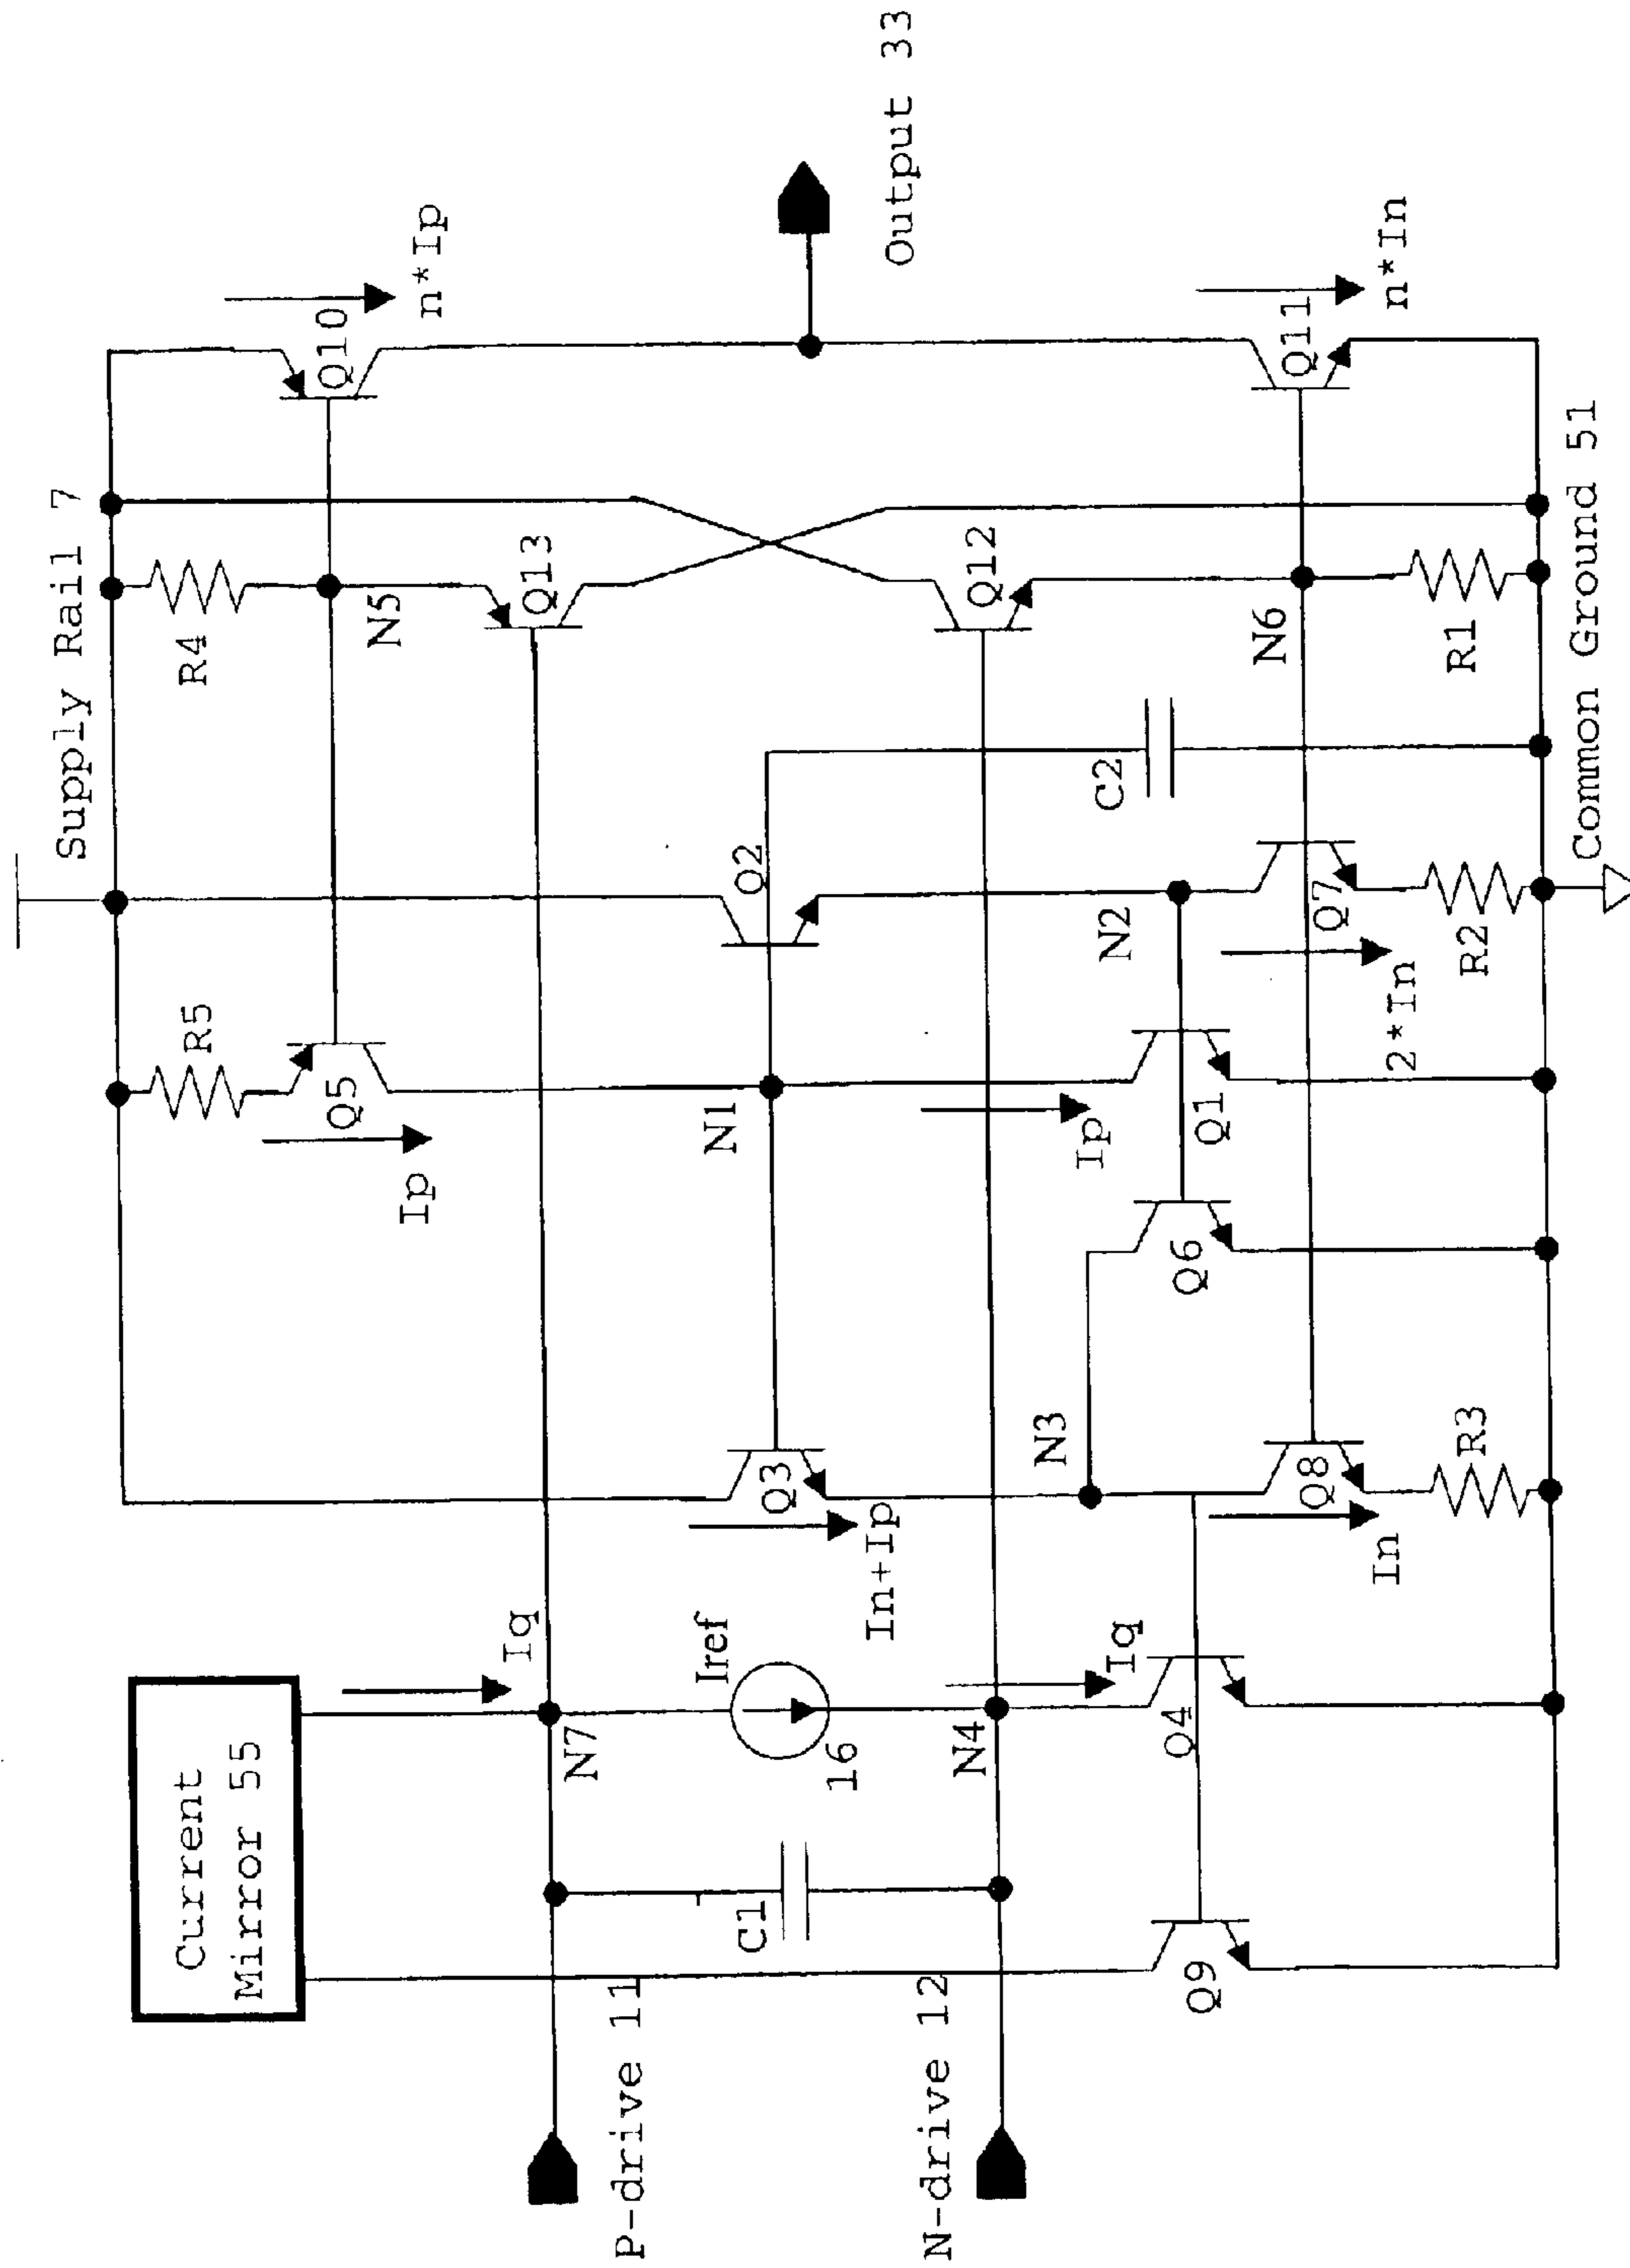 Supply Rail 7
R5
R4
Q5
Ip
N5
Q10
n*Ip
Q13
Current
Mirror 55
Iq
P-drive 11
N7
C1
Iref
16
Q3
In+Ip
N1
Q2
Q12
Output 33
N-drive 12
N4
Iq
N3
Ip
N2
C2
Q9
Q4
Q6
Q1
Q8
In
R3
2*In
Q7
R2
N6
R1
Q11
n*In
Common Ground 51